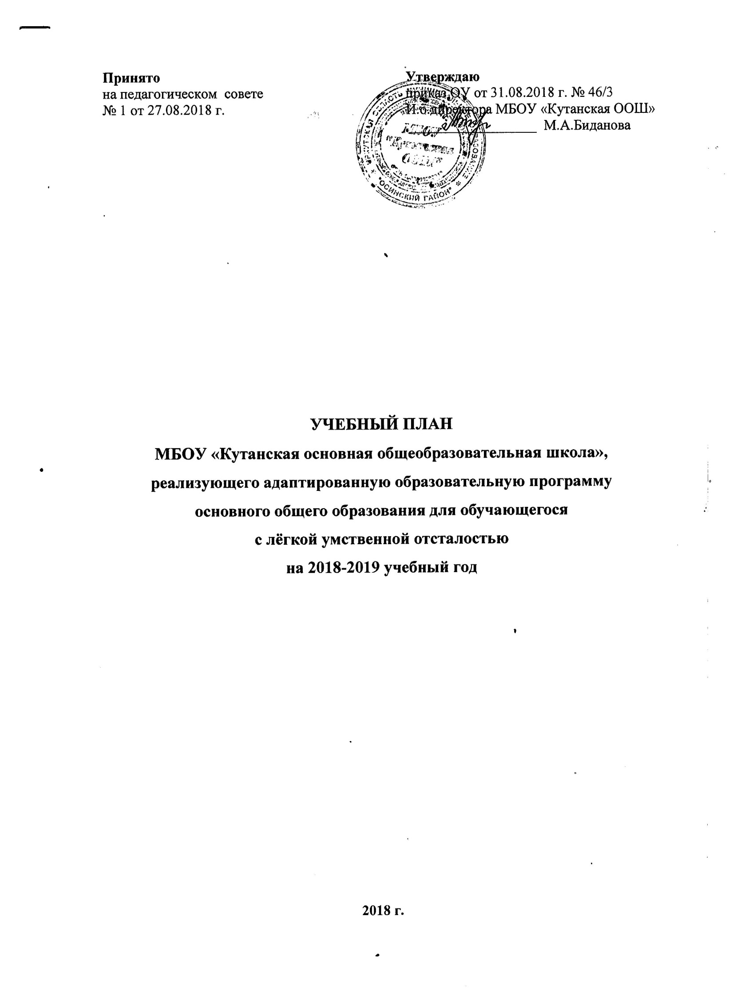 Принято
на педагогическом совете
№ 1 от 27.08.2018 г.
Утверждаю
приказ ОУ от 31.08.2018 г. № 46/3
И.о.директора МБОУ «Кутанская ООШ»
М.А.Биданова
МБОУ
"Кутанская
ООШ"
ОСИНСКИЙ РАЙОН
УЧЕБНЫЙ ПЛАН
МБОУ «Кутанская основная общеобразовательная школа»,
реализующего адаптированную образовательную программу
основного общего образования для обучающегося
с лёгкой умственной отсталостью
на 2018-2019 учебный год
2018 г.